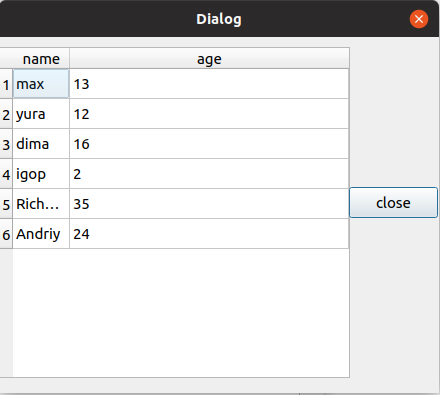 Dialog
name age
1 max 13
2 yura 12
3 dima 16
4 igop 2
5 Rich... 35
6 Andriy 24
close